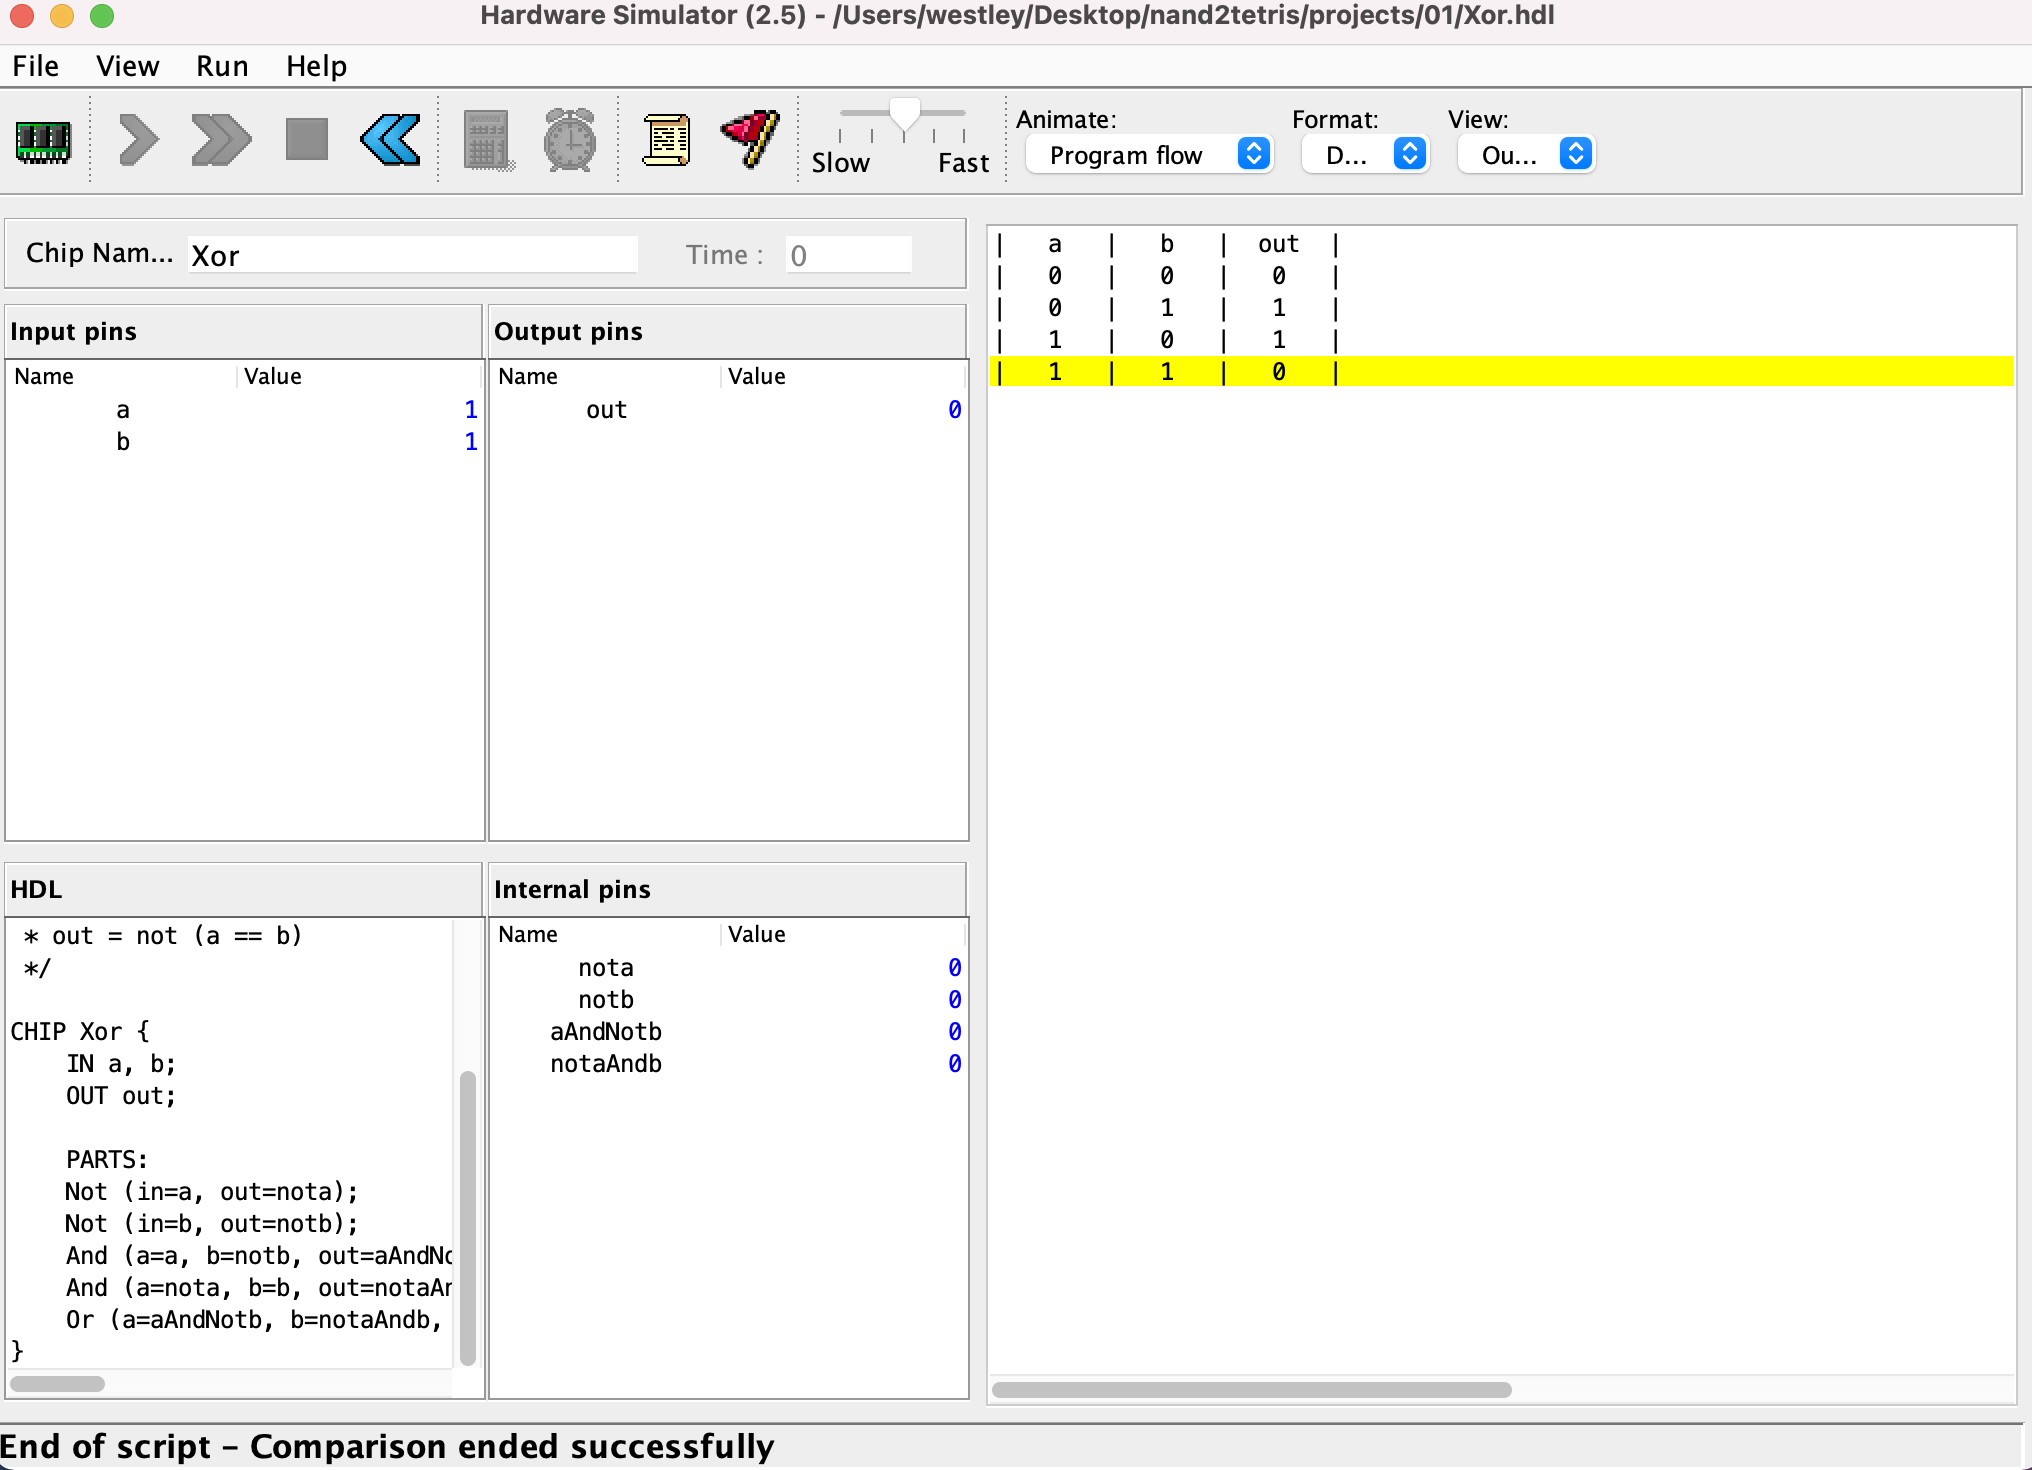 Hardware Simulator (2.5) - /Users/westley/Desktop/nand2tetris/projects/01/Xor.hdl
File View Run Help
Slow Fast
Animate: Format: View:
Program flow D... Ou...
Chip Nam... Xor Time : 0
Input pins
Name Value
a 1
b 1
Output pins
Name Value
out 0
HDL
* out = not (a == b)
*/
CHIP Xor {
IN a, b;
OUT out;
PARTS:
Not (in=a, out=nota);
Not (in=b, out=notb);
And (a=a, b=notb, out=aAndNo
And (a=nota, b=b, out=notaAn
Or (a=aAndNotb, b=notaAndb,
}
Internal pins
Name Value
nota 0
notb 0
aAndNotb 0
notaAndb 0
| a | b | out |
| 0 | 0 | 0 |
| 0 | 1 | 1 |
| 1 | 0 | 1 |
| 1 | 1 | 0 |
End of script - Comparison ended successfully